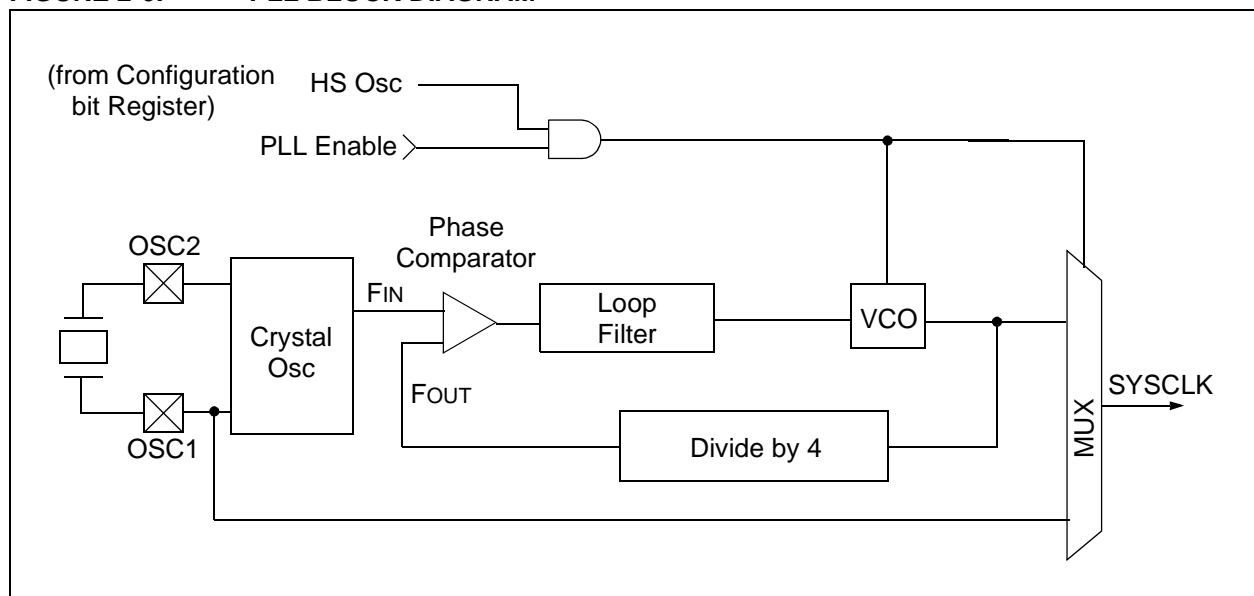 (from Configuration
bit Register)
HS Osc
PLL Enable
Phase
Comparator
OSC2
FIN
Crystal
Osc
Loop
Filter
VCO
FOUT
OSC1
Divide by 4
MUX
SYSCLK